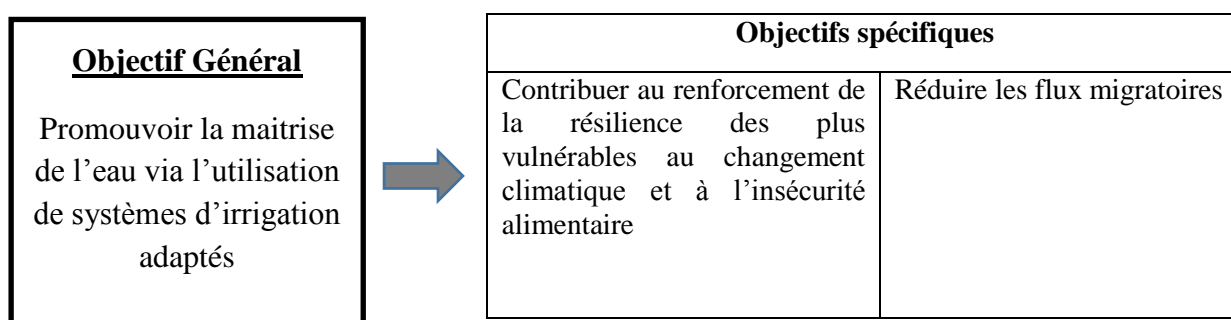 Objectif Général
Promouvoir la maitrise
de l’eau via l’utilisation
de systèmes d’irrigation
adaptés
Objectifs spécifiques
Contribuer au renforcement de
la résilience des plus
vulnérables au changement
climatique et à l’insécurité
alimentaire
Réduire les flux migratoires